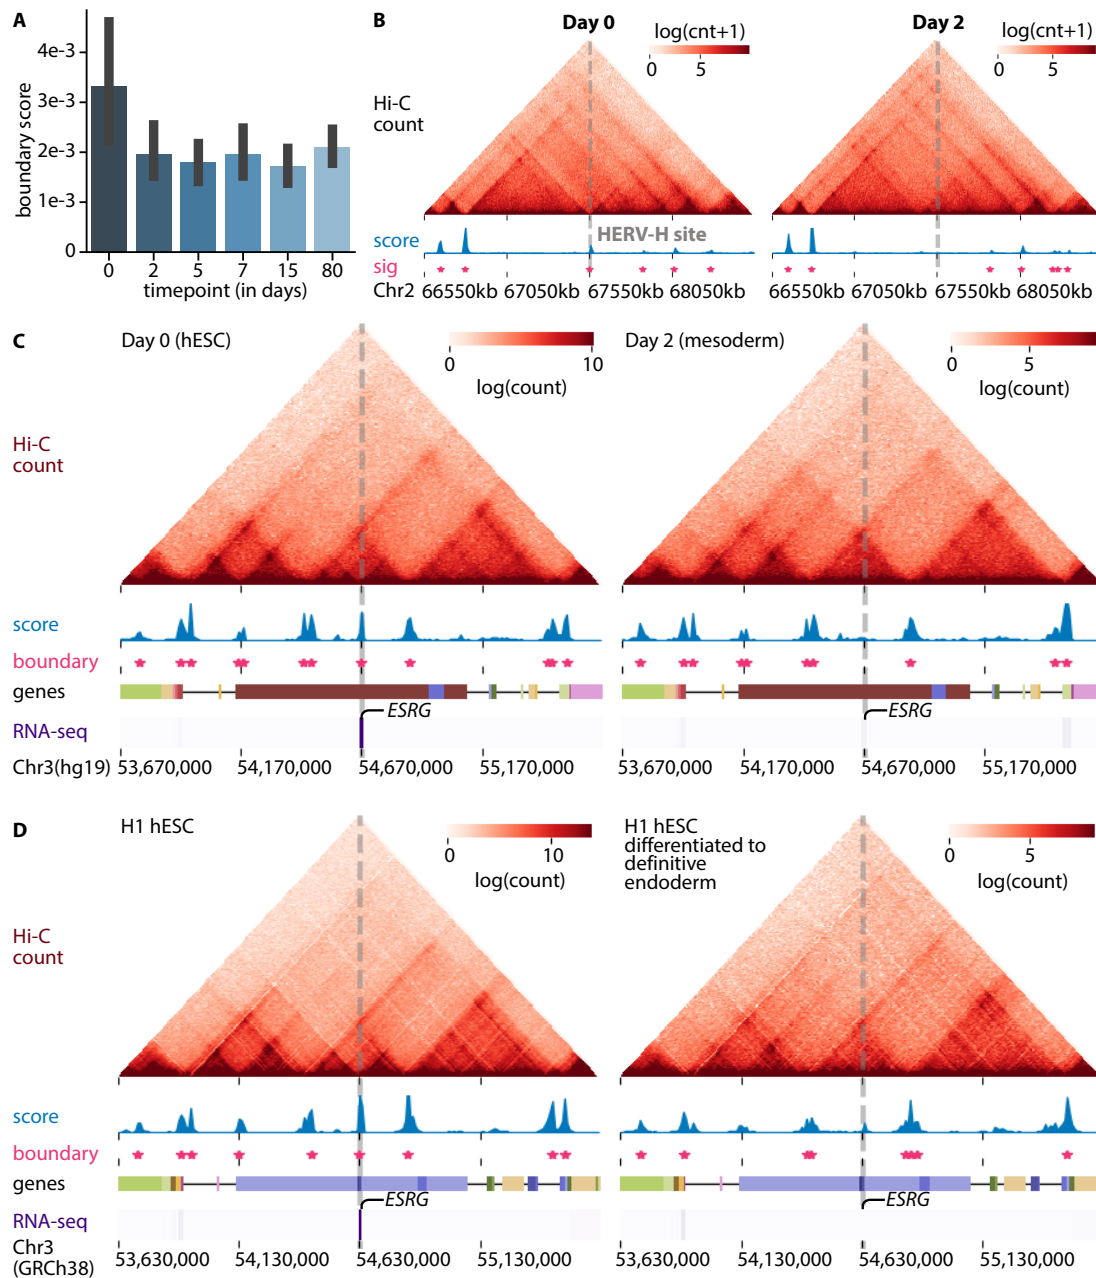 A
boundary score
4e-3
3e-3
2e-3
1e-3
0
0 2 5 7 15 80
timepoint (in days)
B
Day 0
log(cnt+1)
0 5
Day 2
log(cnt+1)
0 5
Hi-C
count
HERV-H site
score
sig
Chr2
66550kb 67050kb 67550kb 68050kb
66550kb 67050kb 67550kb 68050kb
C
Day 0 (hESC)
0 10
log(count)
Day 2 (mesoderm)
0 5
log(count)
Hi-C
count
score
boundary
genes
ESRG
ESRG
RNA-seq
Chr3(hg19)
53,670,000 54,170,000 54,670,000 55,170,000
53,670,000 54,170,000 54,670,000 55,170,000
D
H1 hESC
0 10
log(count)
H1 hESC
differentiated to
definitive
endoderm
0 5
log(count)
Hi-C
count
score
boundary
genes
ESRG
ESRG
RNA-seq
Chr3
(GRCh38)
53,630,000 54,130,000 54,630,000 55,130,000
53,630,000 54,130,000 54,630,000 55,130,000